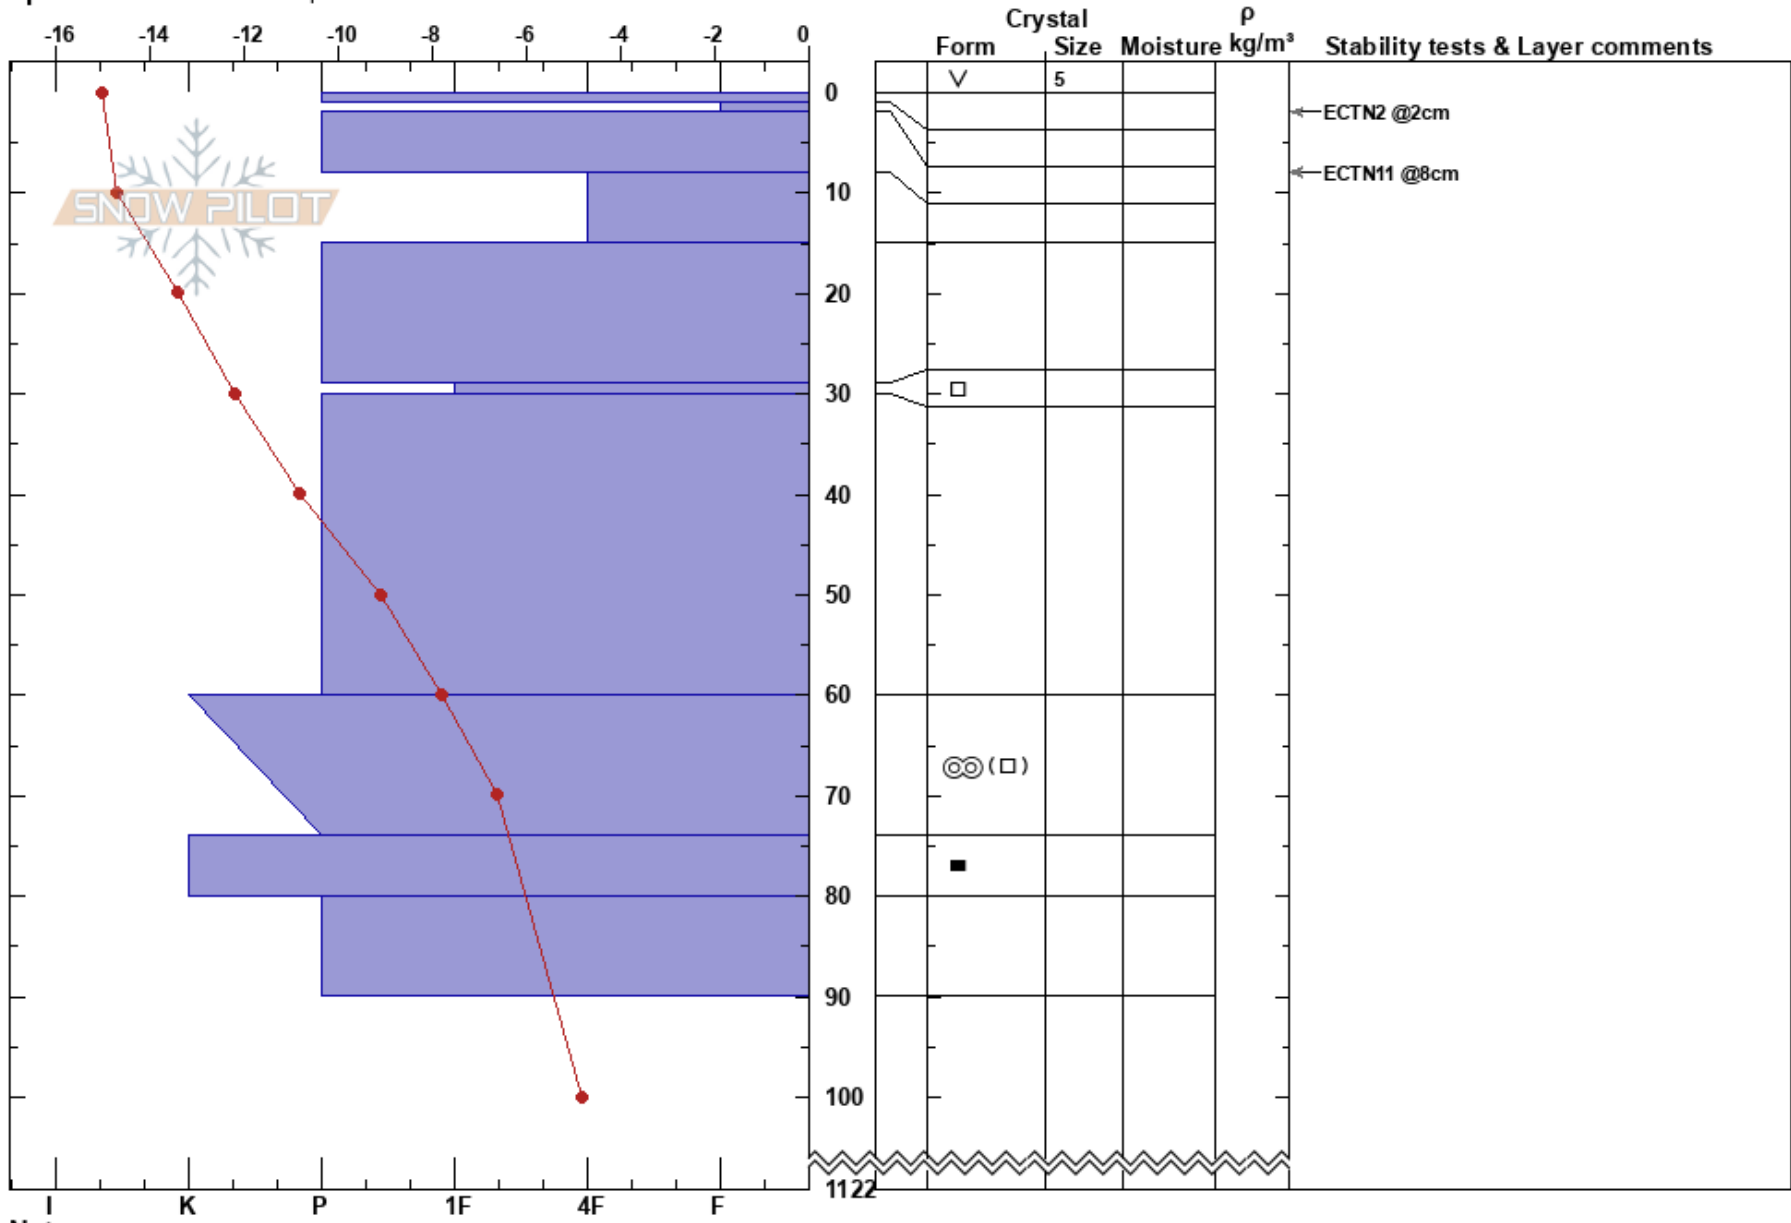 Crystal ρ
-16 -14 -12 -10 -8 -6 -4 -2 0 Form Size Moisture kg/m³ Stability tests & Layer comments
5
0
ECTN2 @2cm
ECTN11 @8cm
10
SNOW PILOT
20
30
40
50
60
70
80
90
100
1122
I K P 1F 4F F